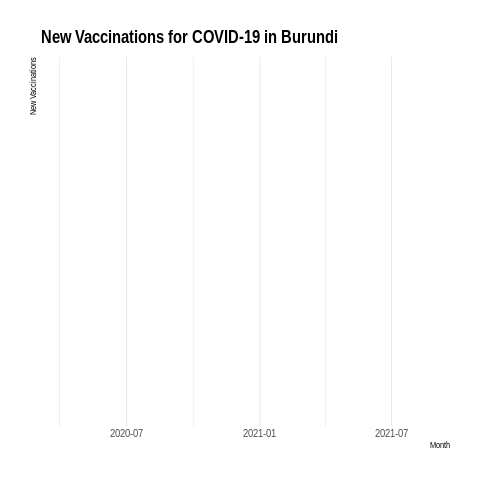 New Vaccinations for COVID-19 in Burundi
New Vaccinations
2020-07
2021-01
2021-07
Month